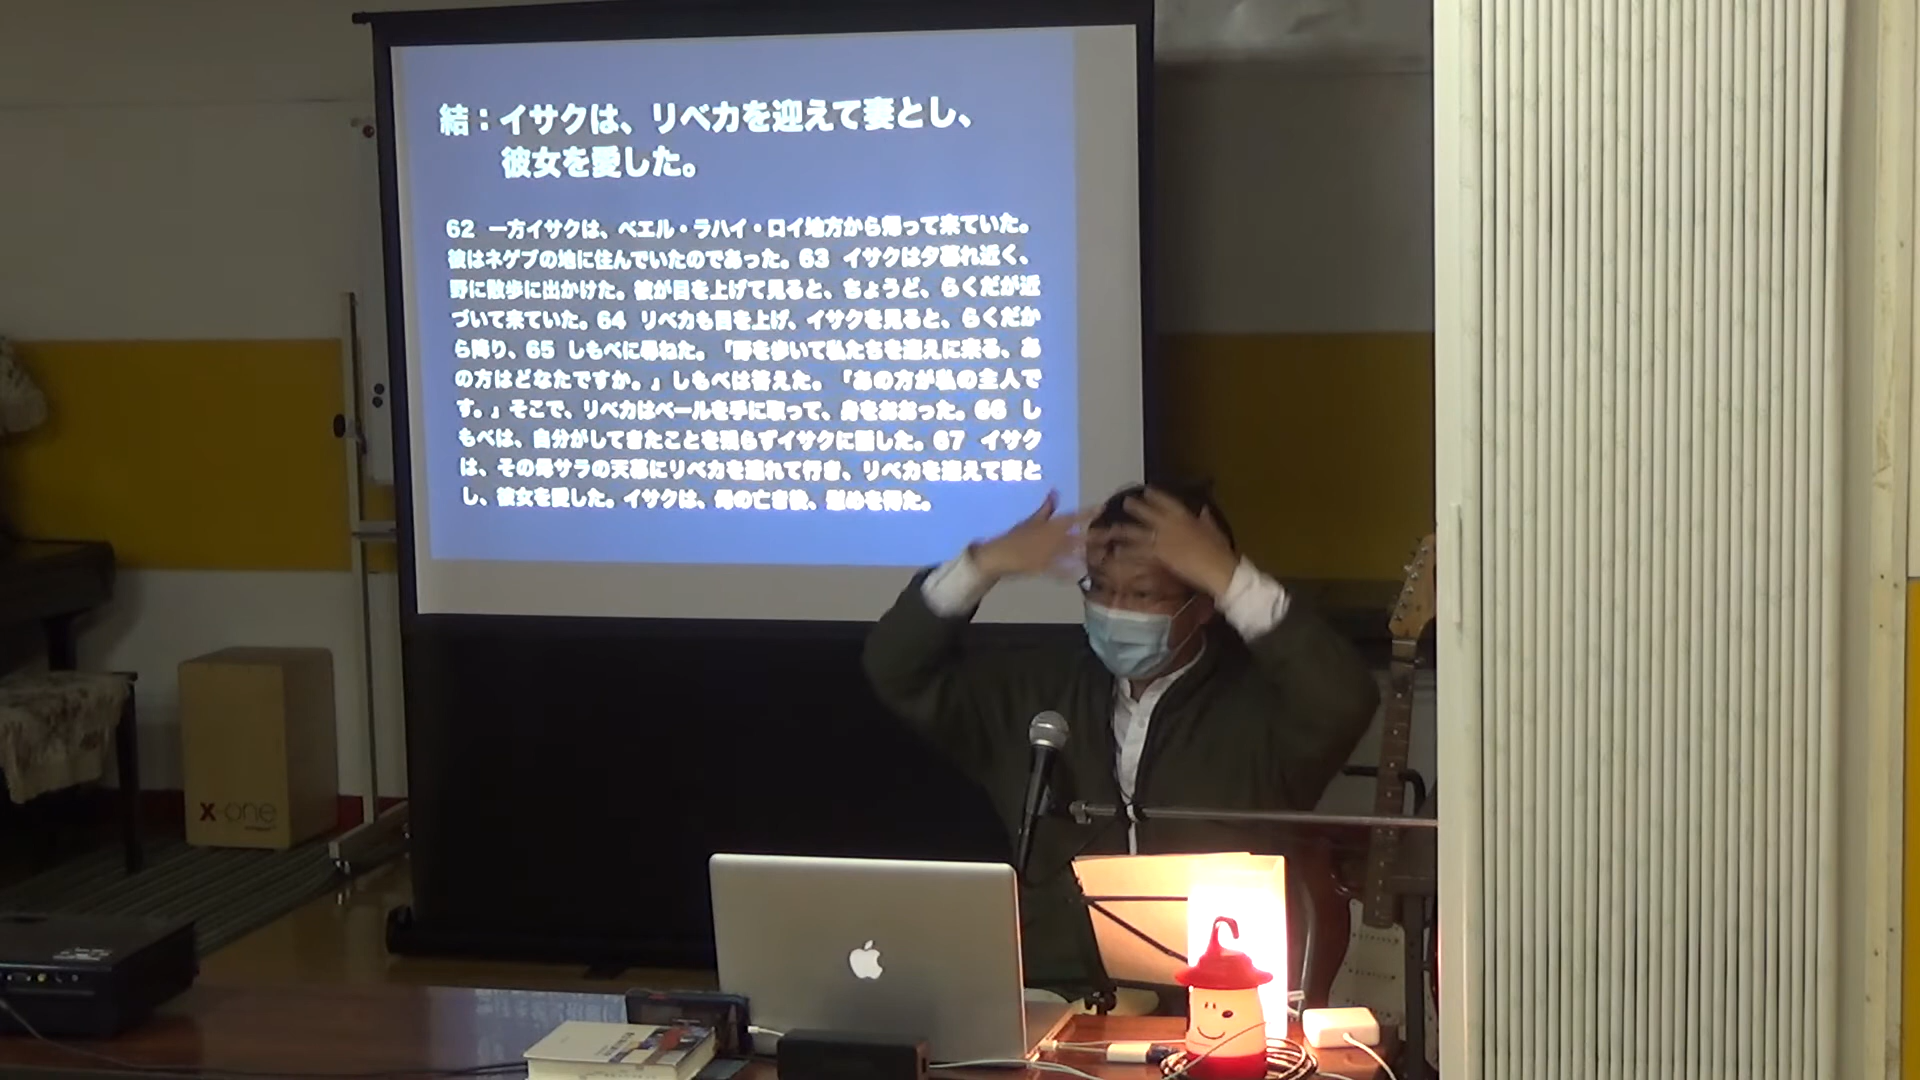 結：イサクは、リベカを迎えて妻とし、
彼女を愛した。
62 一方イサクは、ベエル・ラハイ・ロイ地方から帰って来ていた。
彼はネゲブの地に住んでいたのであった。63 イサクは夕暮れ近く、
野に散歩に出かけた。彼が目を上げて見ると、ちょうど、らくだが近
づいて来ていた。64 リベカも目を上げ、イサクを見ると、らくだか
ら降り、65 しもべに尋ねた。「野を歩いて私たちを迎えに来る、あ
の方はどなたですか。」しもべは答えた。「あの方が私の主人で
す。」そこで、リベカはベールを手に取って、身をおおった。66 し
もべは、自分がしてきたことを残らずイサクに話した。67 イサク
は、その母サラの天幕にリベカを連れて行き、リベカを迎えて妻と
し、彼女を愛した。イサクは、母の亡き後、慰めを得た。
x-one